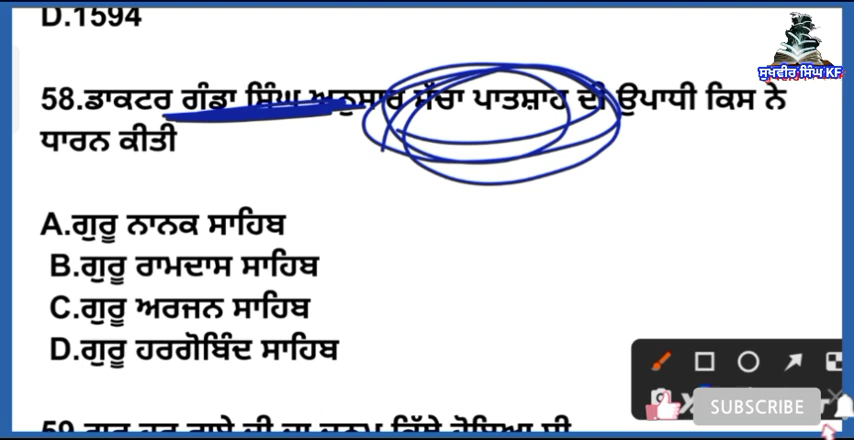 D.1594
ਸੁਖਵੀਰ ਸਿੰਘ KF
58.ਡਾਕਟਰ ਗੰਡਾ ਸਿੰਘ ਅਨੁਸਾਰ ਸੱਚਾ ਪਾਤਸ਼ਾਹ ਦੀ ਉਪਾਧੀ ਕਿਸ ਨੇ
ਧਾਰਨ ਕੀਤੀ
A.ਗੁਰੂ ਨਾਨਕ ਸਾਹਿਬ
B.ਗੁਰੂ ਰਾਮਦਾਸ ਸਾਹਿਬ
C.ਗੁਰੂ ਅਰਜਨ ਸਾਹਿਬ
D.ਗੁਰੂ ਹਰਗੋਬਿੰਦ ਸਾਹਿਬ
SUBSCRIBE